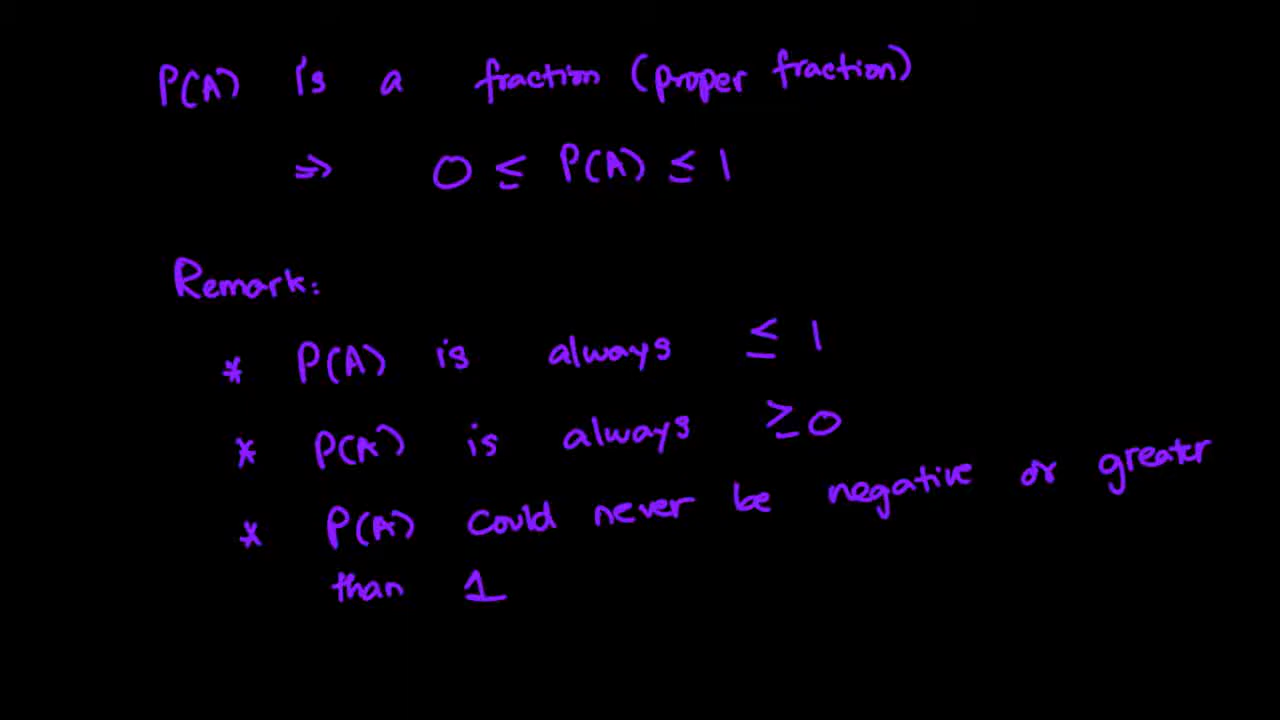 P(A) is a fraction (proper fraction)
⇒ 0 ≤ P(A) ≤ 1
Remark:
* P(A) is always ≤ 1
* P(A) is always ≥ 0
* P(A) could never be negative or greater
than 1